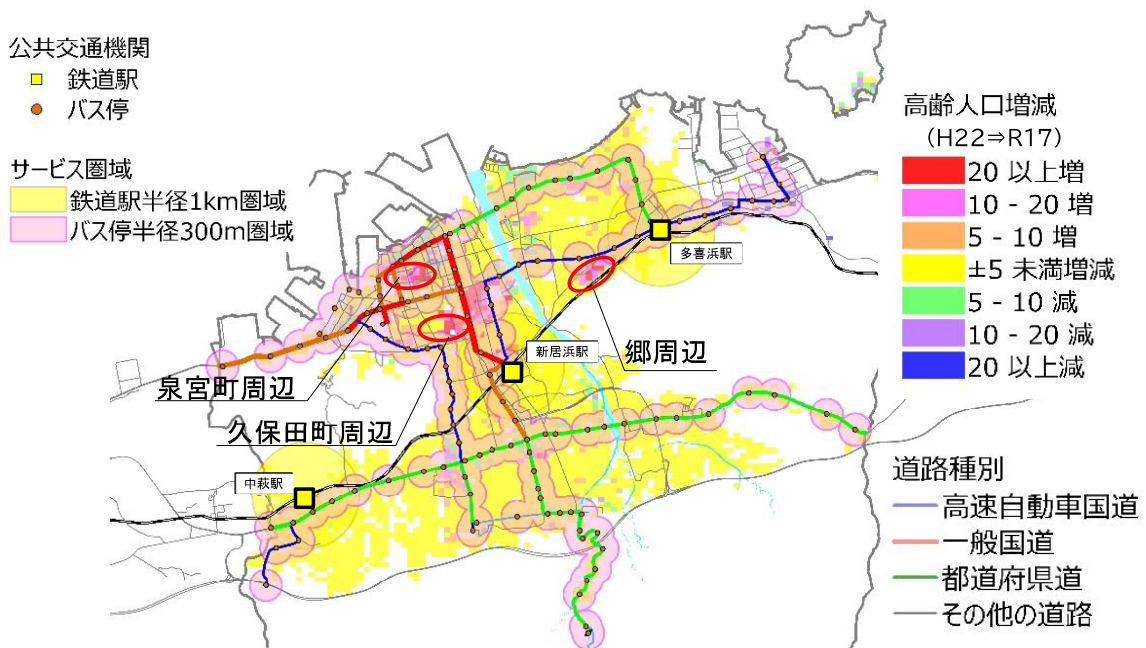 公共交通機関
鉄道駅
バス停
サービス圏域
鉄道駅半径1km圏域
バス停半径300m圏域
高齢人口増減
(H22⇒R17)
20 以上増
10 - 20 増
5 - 10 増
±5 未満増減
5 - 10 減
10 - 20 減
20 以上減
多喜浜駅
新居浜駅
郷周辺
泉宮町周辺
久保田町周辺
中萩駅
道路種別
高速自動車国道
一般国道
都道府県道
その他の道路